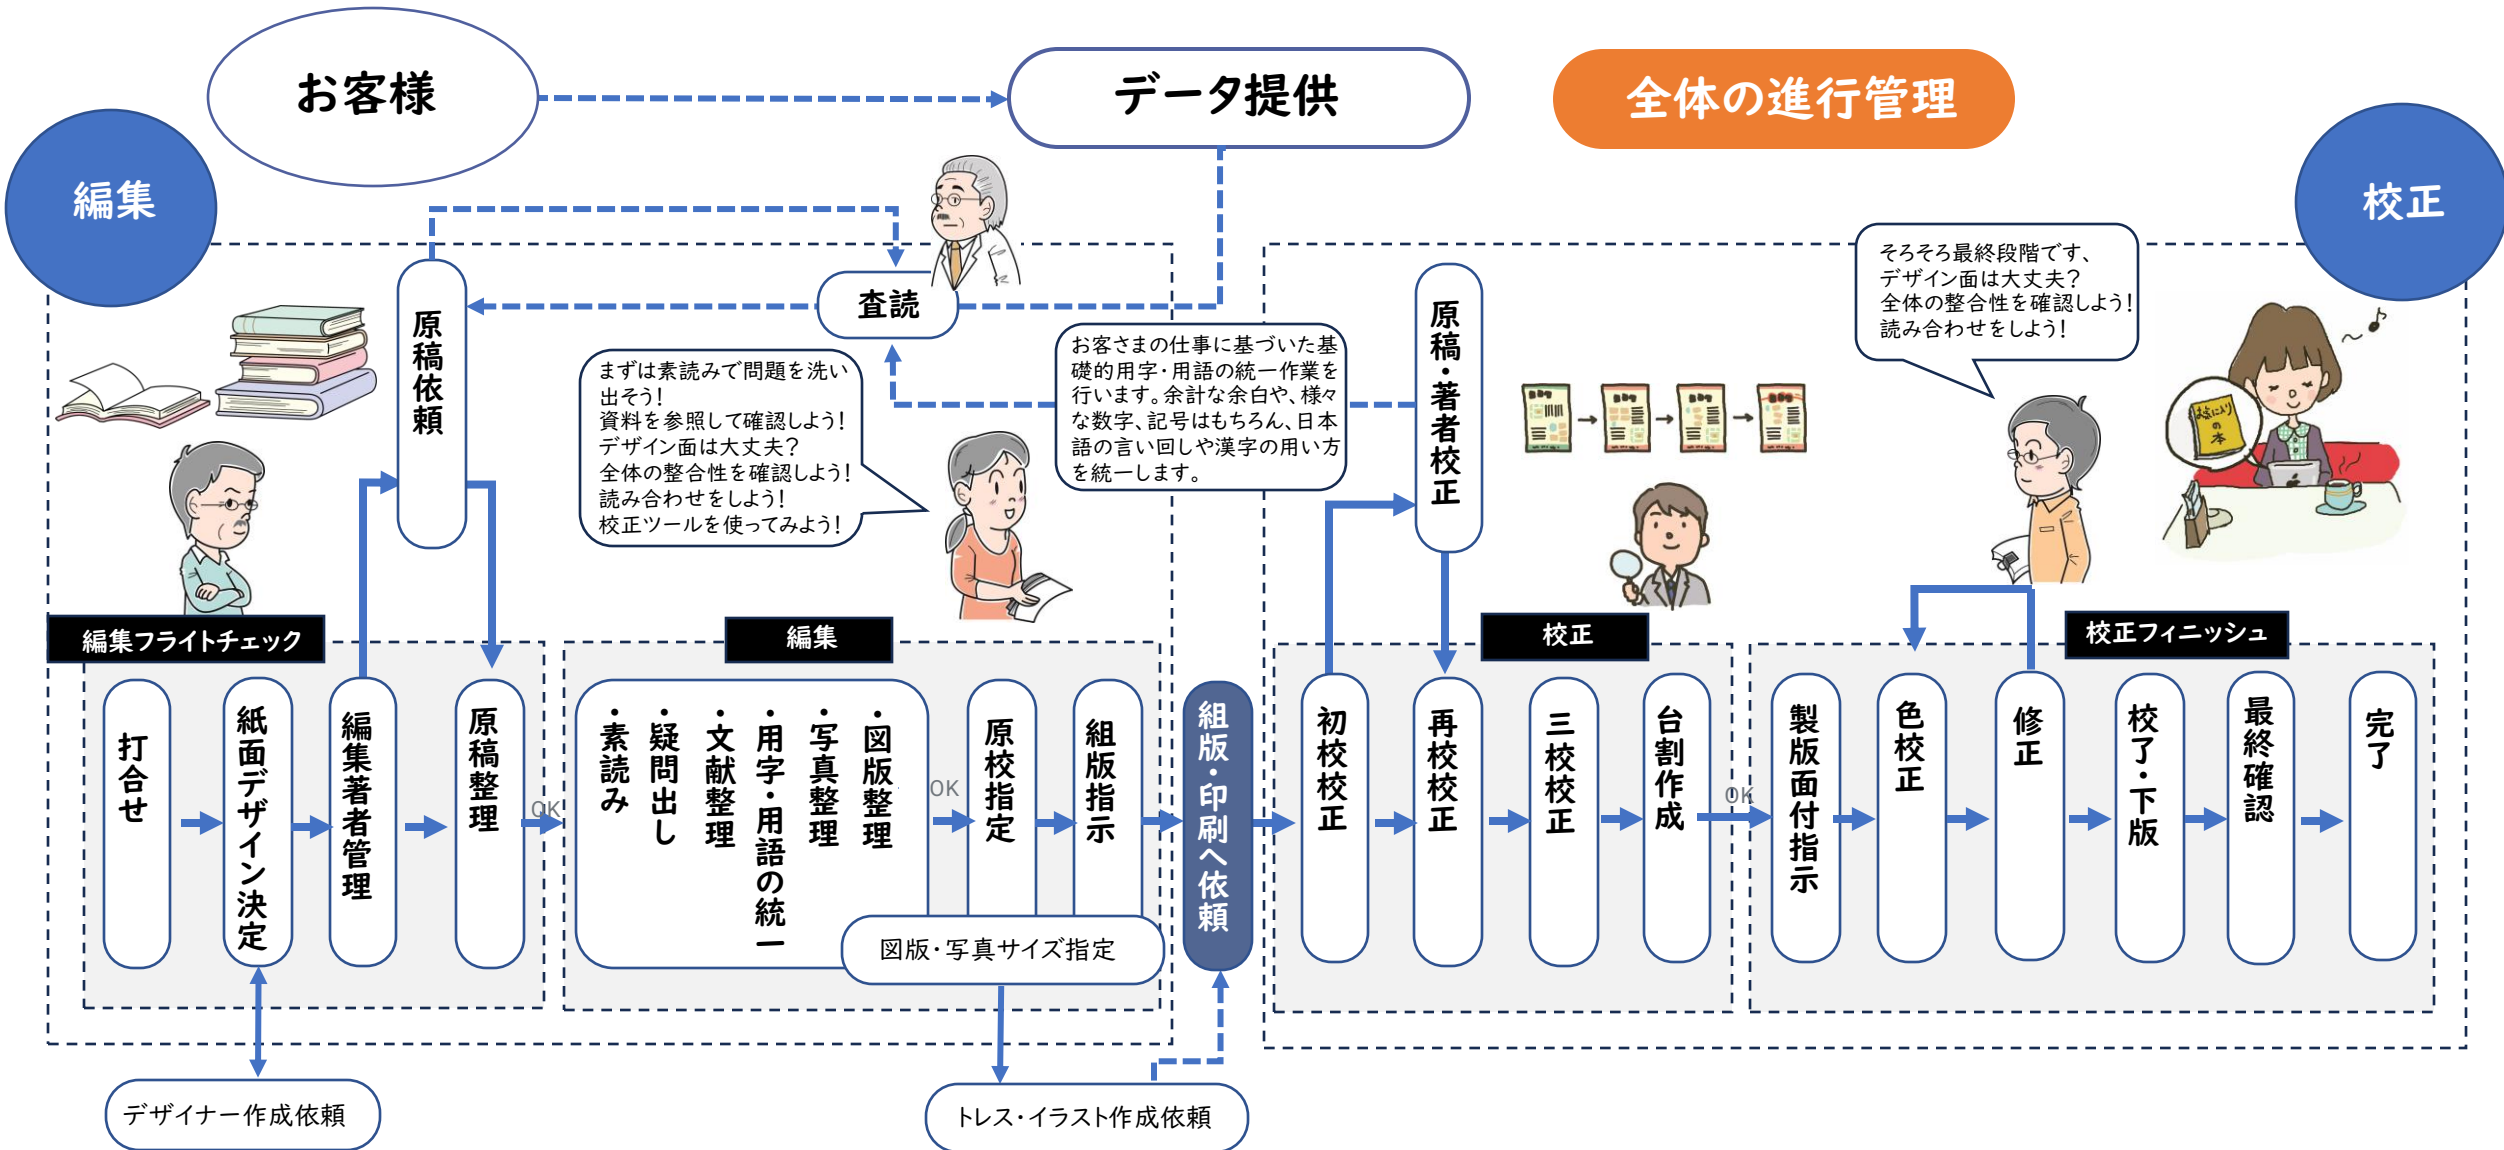 お客様
データ提供
全体の進行管理
編集
校正
査読
原稿依頼
まずは素読みで問題を洗い
出そう！
資料を参照して確認しよう！
デザイン面は大丈夫？
全体の整合性を確認しよう！
読み合わせをしよう！
校正ツールを使ってみよう！
お客さまの仕事に基づいた基
礎的用字・用語の統一作業を
行います。余計な余白や、様々
な数字、記号はもちろん、日本
語の言い回しや漢字の用い方
を統一します。
原稿・著者校正
そろそろ最終段階です、
デザイン面は大丈夫？
全体の整合性を確認しよう！
読み合わせをしよう！
お気に入り
の
本
編集フライトチェック
打合せ
紙面デザイン決定
編集著者管理
原稿整理
OK
編集
・素読み
・疑問出し
・文献整理
・用字・用語の統一
・写真整理
・図版整理
OK
原校指定
組版指示
図版・写真サイズ指定
組版・印刷へ依頼
校正
初校校正
再校校正
三校校正
台割作成
OK
校正フィニッシュ
製版面付指示
色校正
修正
校了・下版
最終確認
完了
デザイナー作成依頼
トレス・イラスト作成依頼